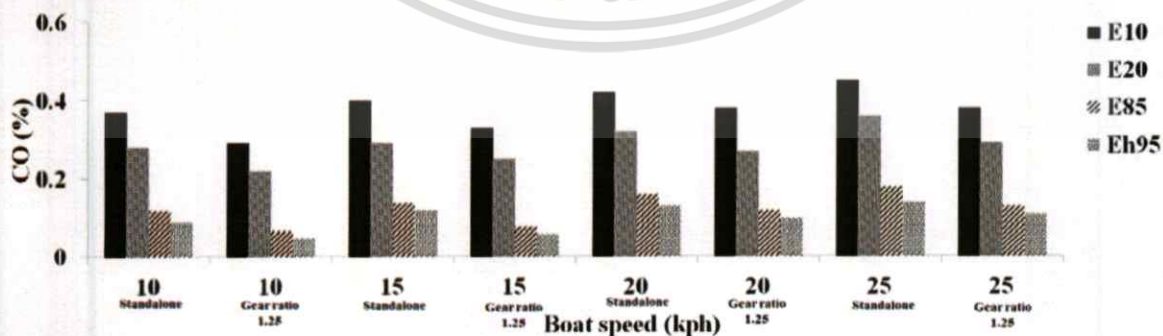 0.6
0.4
0.2
0
CO (%)
E10
E20
E85
Eh95
10 10 15 15 20 20 25 25
Standalone Gear ratio Standalone Gear ratio Standalone Gear ratio Standalone Gear ratio
1.25 1.25 1.25 1.25
Boat speed (kph)